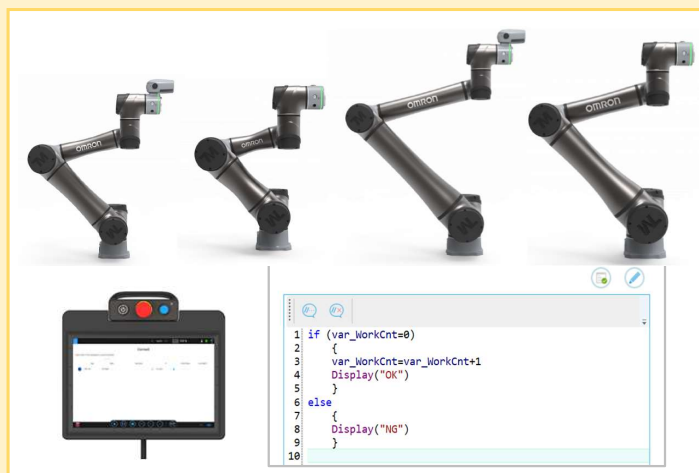 OMRON
OMRON
OMRON
OMRON
1 if (var_WorkCnt=0)
2 {
3 var_WorkCnt=var_WorkCnt+1
4 Display("OK")
5 }
6 else
7 {
8 Display("NG")
9 }
10